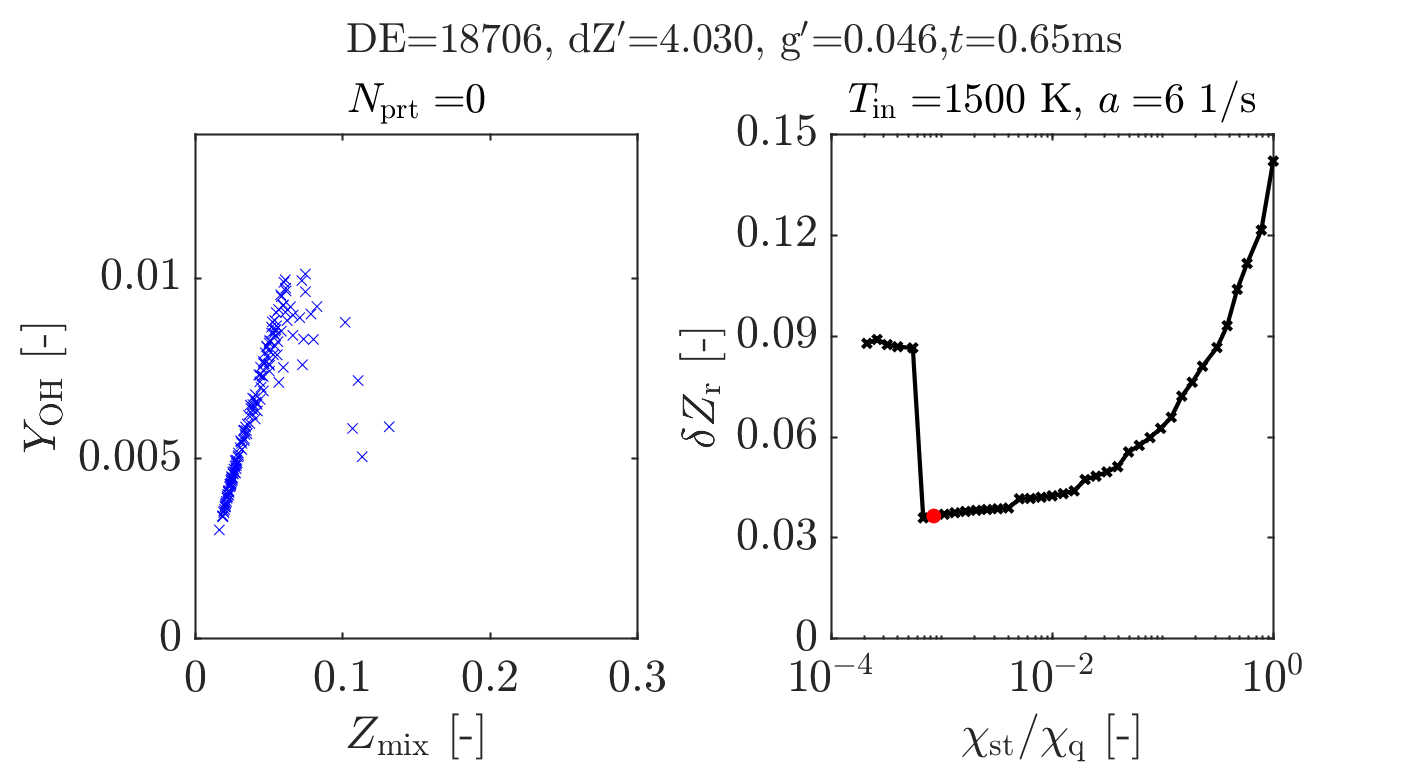 DE=18706, dZ′=4.030, g′=0.046,t=0.65ms
N_prt =0
Y_OH [-]
0.01
0.005
0
0 0.1 0.2 0.3
Z_mix [-]
T_in =1500 K, a =6 1/s
δZ_r [-]
0.15
0.12
0.09
0.06
0.03
0
10⁻⁴ 10⁻² 10⁰
χ_st/χ_q [-]